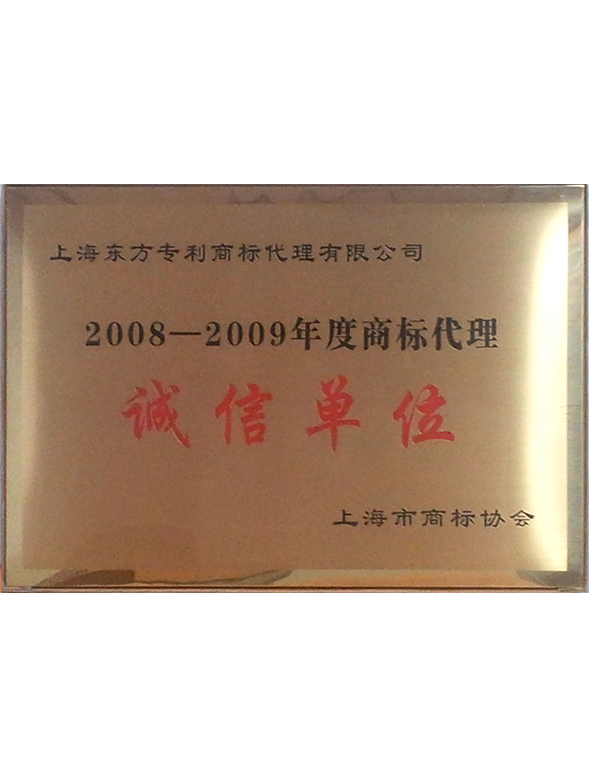 上海东方专利商标代理有限公司
2008—2009年度商标代理
诚信单位
上海市商标协会